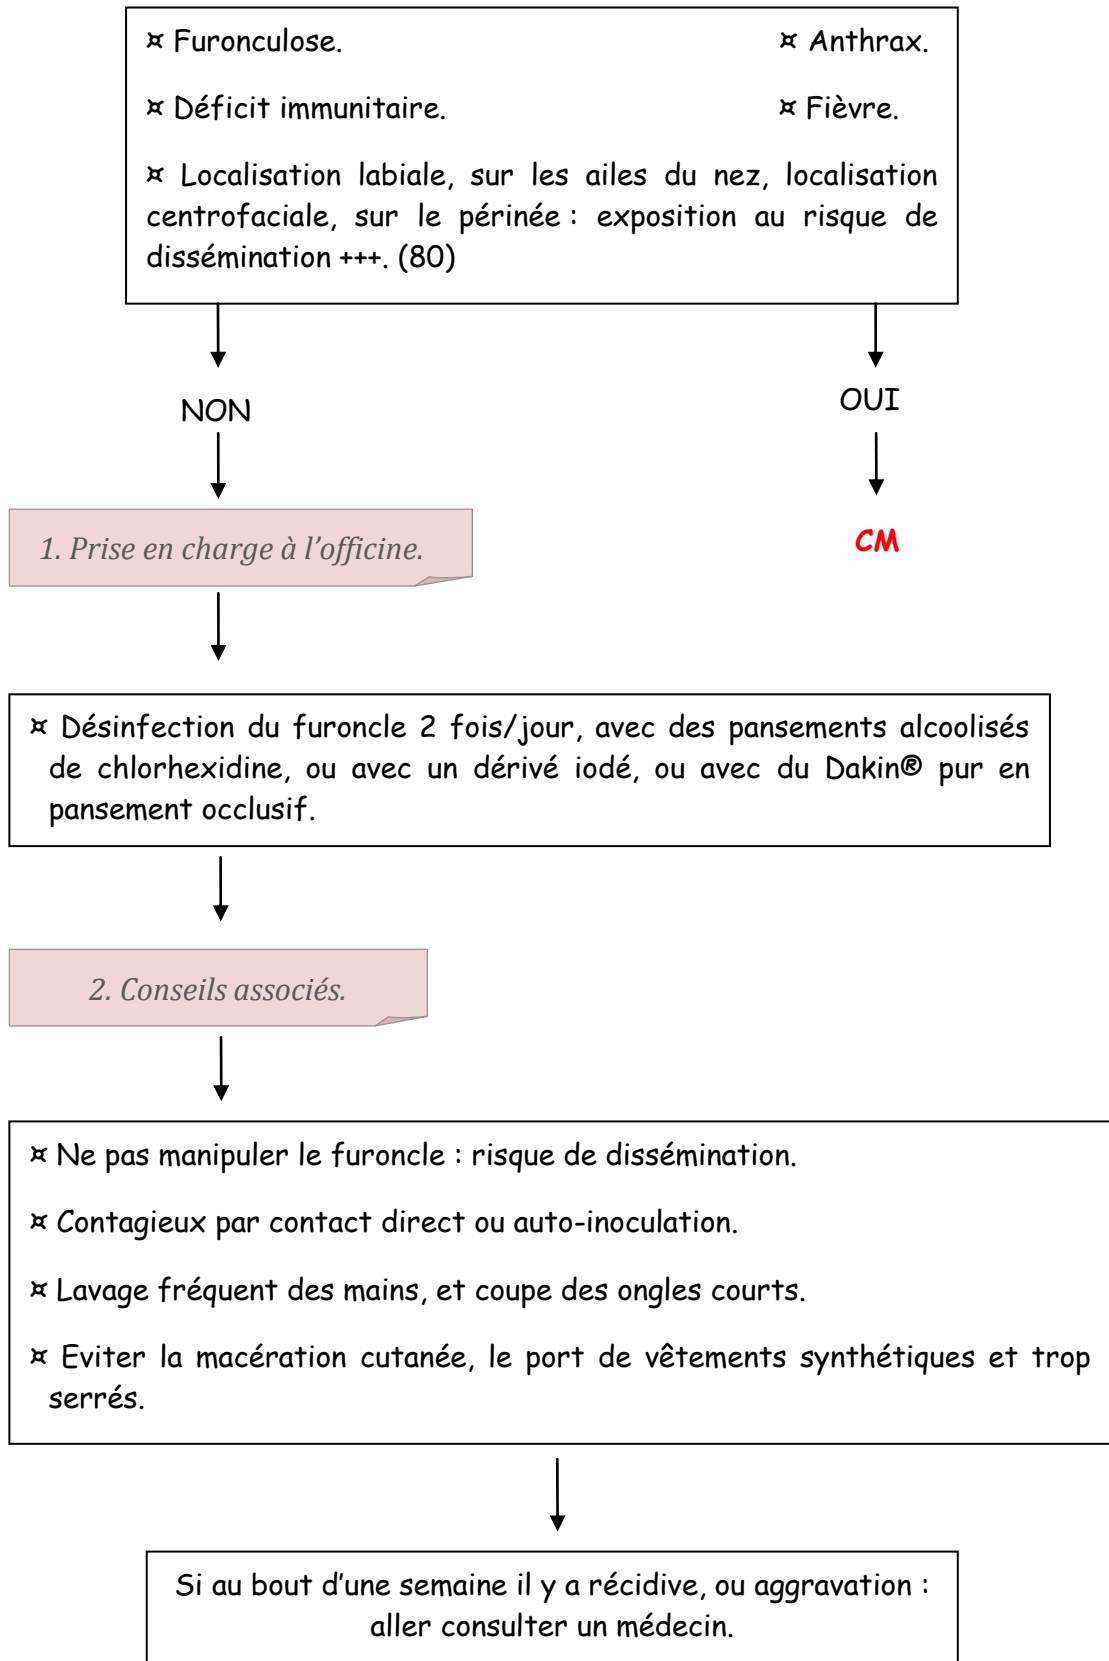 ¤ Furonculose. ¤ Anthrax.
¤ Déficit immunitaire. ¤ Fièvre.
¤ Localisation labiale, sur les ailes du nez, localisation
centrofaciale, sur le périnée : exposition au risque de
dissémination +++. (80)
NON
OUI
1. Prise en charge à l’officine.
CM
¤ Désinfection du furoncle 2 fois/jour, avec des pansements alcoolisés
de chlorhexidine, ou avec un dérivé iodé, ou avec du Dakin® pur en
pansement occlusif.
2. Conseils associés.
¤ Ne pas manipuler le furoncle : risque de dissémination.
¤ Contagieux par contact direct ou auto-inoculation.
¤ Lavage fréquent des mains, et coupe des ongles courts.
¤ Eviter la macération cutanée, le port de vêtements synthétiques et trop
serrés.
Si au bout d’une semaine il y a récidive, ou aggravation :
aller consulter un médecin.